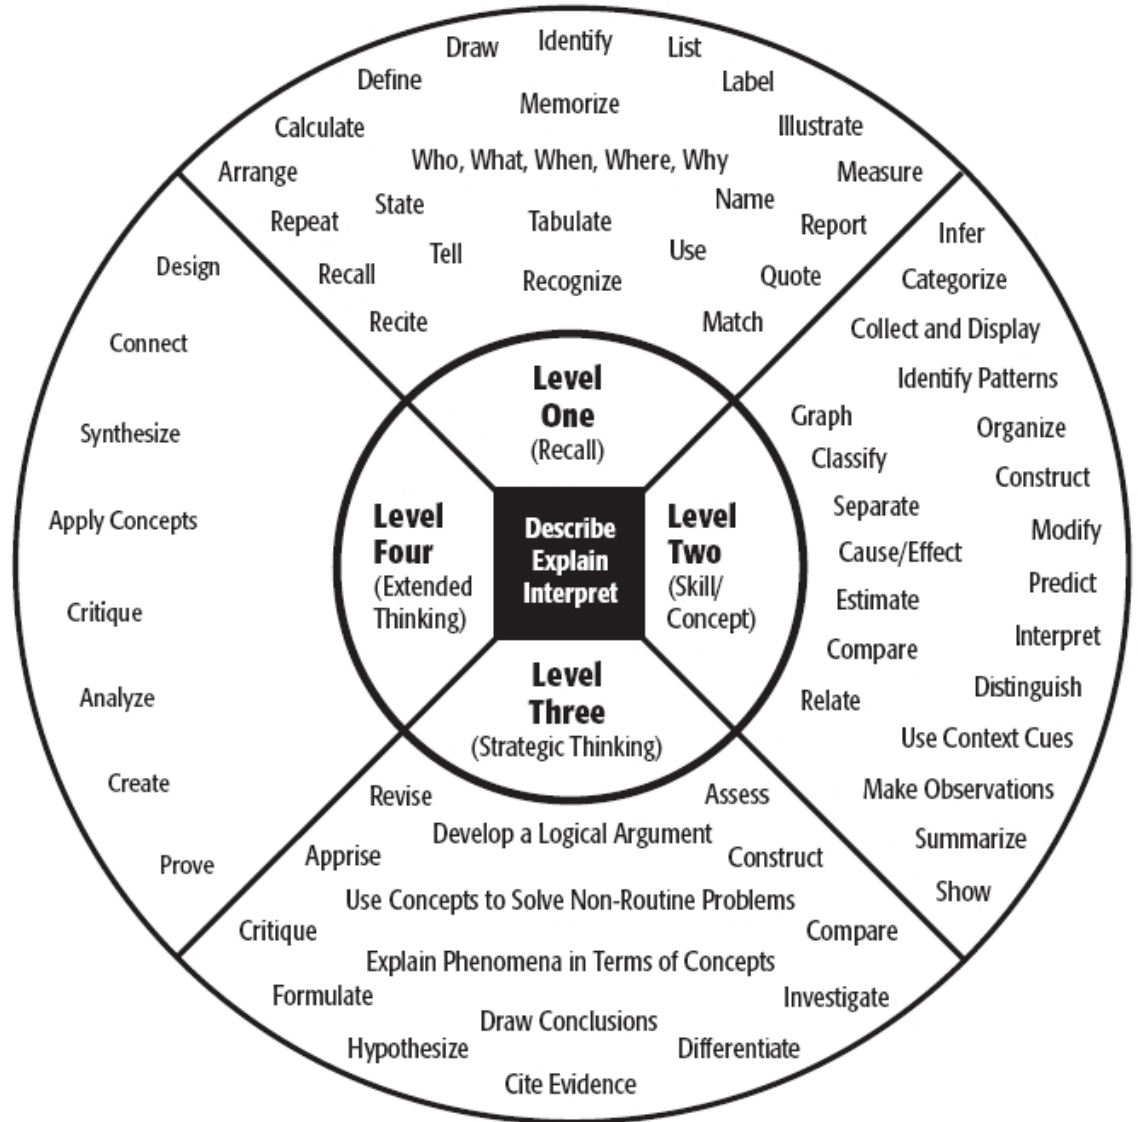 Draw
Identify
List
Define
Label
Memorize
Calculate
Illustrate
Who, What, When, Where, Why
Arrange
Measure
State
Name
Repeat
Tabulate
Report
Tell
Use
Recall
Recognize
Quote
Recite
Match
Level
One
(Recall)
Infer
Categorize
Collect and Display
Identify Patterns
Graph
Organize
Classify
Construct
Separate
Modify
Cause/Effect
Predict
Estimate
Interpret
Compare
Distinguish
Relate
Use Context Cues
Make Observations
Summarize
Show
Level
Two
(Skill/
Concept)
Describe
Explain
Interpret
Level
Three
(Strategic Thinking)
Revise
Assess
Develop a Logical Argument
Apprise
Construct
Use Concepts to Solve Non-Routine Problems
Critique
Compare
Explain Phenomena in Terms of Concepts
Formulate
Investigate
Draw Conclusions
Hypothesize
Differentiate
Cite Evidence
Level
Four
(Extended
Thinking)
Design
Connect
Synthesize
Apply Concepts
Critique
Analyze
Create
Prove